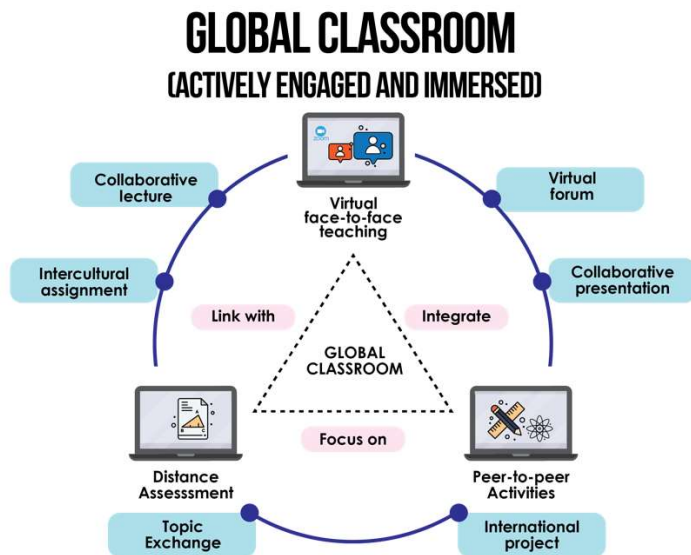 GLOBAL CLASSROOM
(ACTIVELY ENGAGED AND IMMERSED)
zoom
Collaborative
lecture
Virtual
face-to-face
teaching
Virtual
forum
Intercultural
assignment
Collaborative
presentation
Link with
Integrate
GLOBAL
CLASSROOM
Focus on
Distance
Assesssment
Peer-to-peer
Activities
Topic
Exchange
International
project